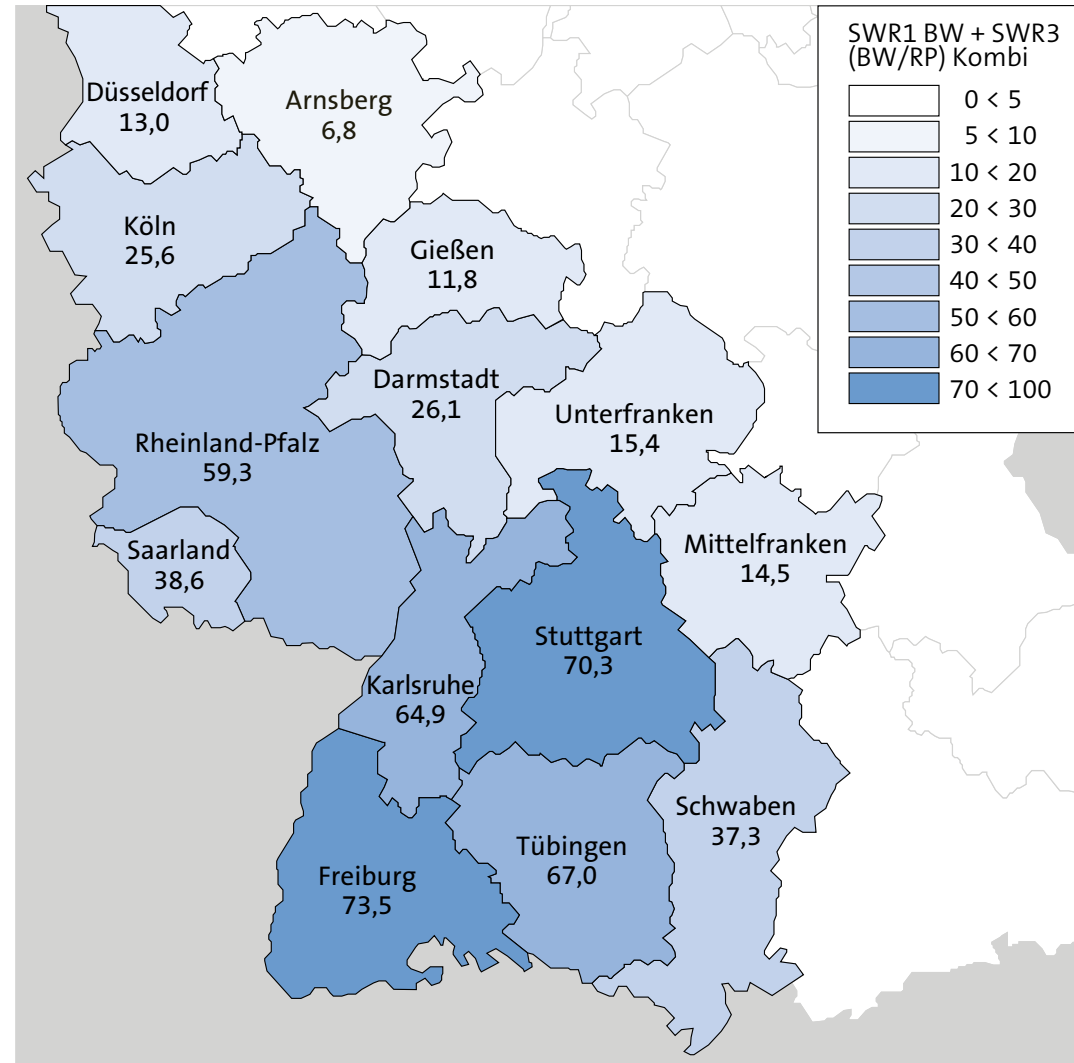 SWR1 BW + SWR3
(BW/RP) Kombi
0 < 5
5 < 10
10 < 20
20 < 30
30 < 40
40 < 50
50 < 60
60 < 70
70 < 100
Düsseldorf
13,0
Arnsberg
6,8
Köln
25,6
Gießen
11,8
Darmstadt
26,1
Unterfranken
15,4
Rheinland-Pfalz
59,3
Saarland
38,6
Mittelfranken
14,5
Stuttgart
70,3
Karlsruhe
64,9
Schwaben
37,3
Tübingen
67,0
Freiburg
73,5